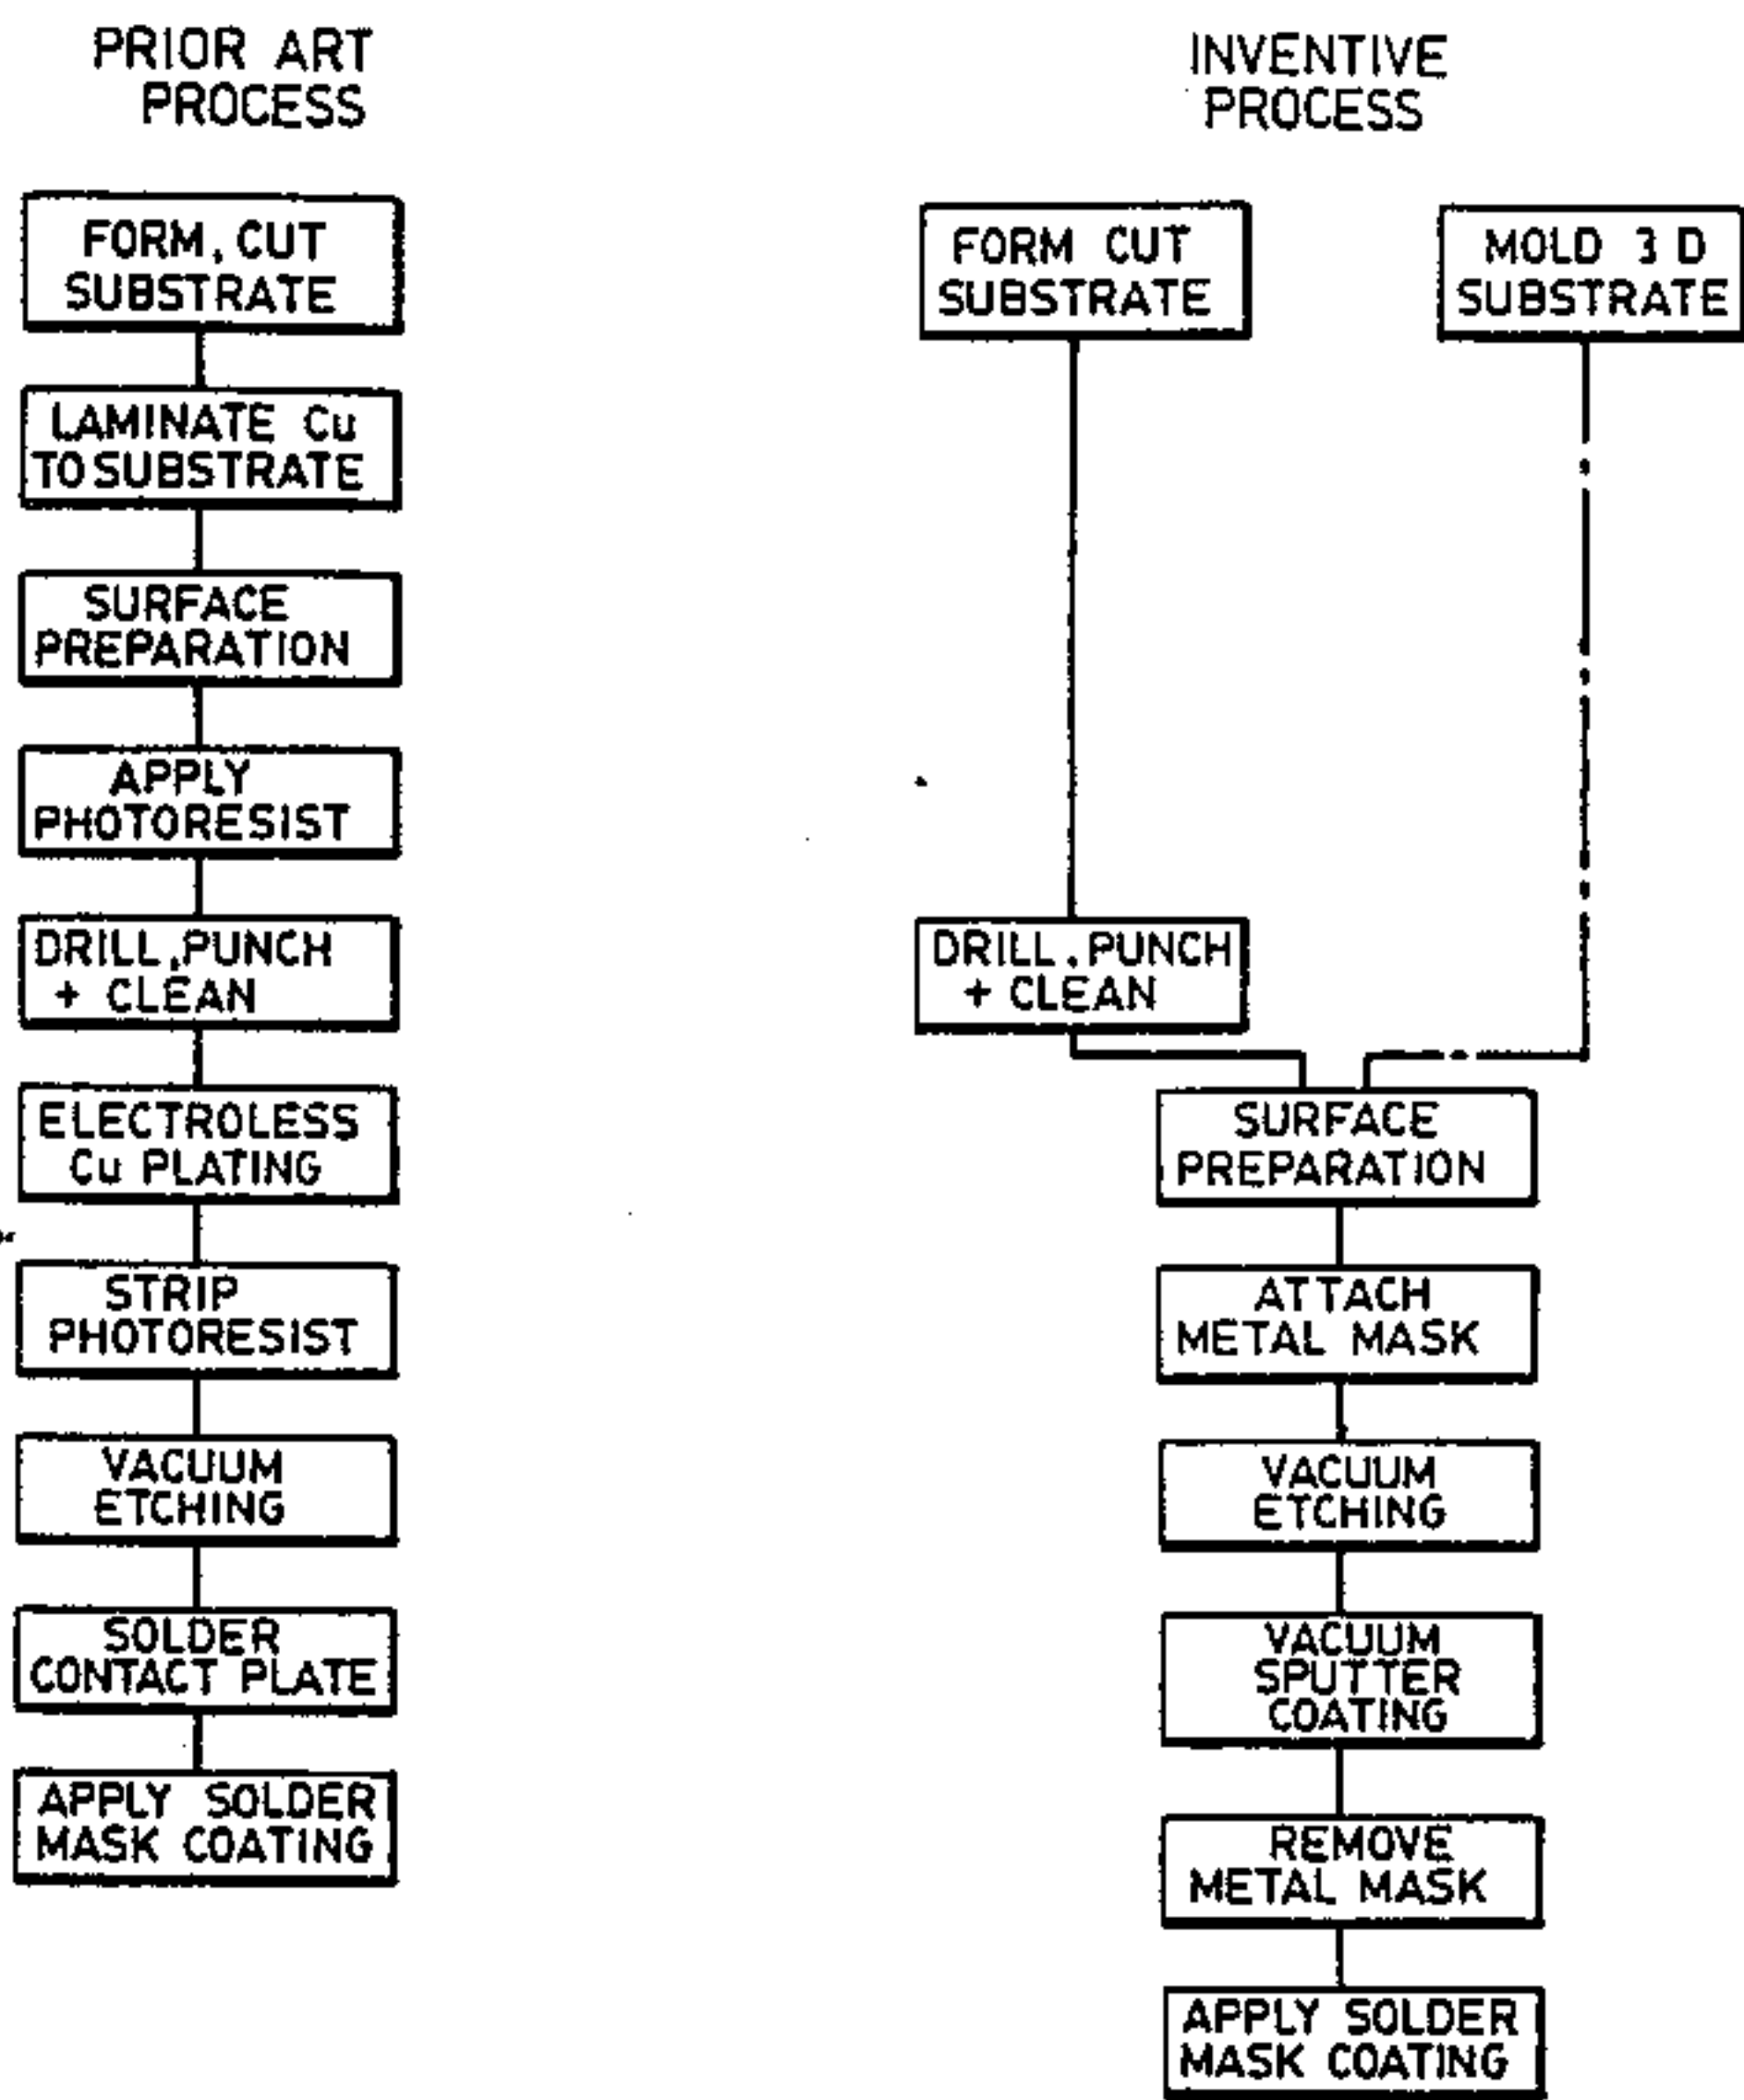 PRIOR ART
PROCESS
FORM, CUT
SUBSTRATE
LAMINATE Cu
TO SUBSTRATE
SURFACE
PREPARATION
APPLY
PHOTORESIST
DRILL, PUNCH
+ CLEAN
ELECTROLESS
Cu PLATING
STRIP
PHOTORESIST
VACUUM
ETCHING
SOLDER
CONTACT PLATE
APPLY SOLDER
MASK COATING
INVENTIVE
PROCESS
FORM CUT
SUBSTRATE
MOLD 3 D
SUBSTRATE
DRILL, PUNCH
+ CLEAN
SURFACE
PREPARATION
ATTACH
METAL MASK
VACUUM
ETCHING
VACUUM
SPUTTER
COATING
REMOVE
METAL MASK
APPLY SOLDER
MASK COATING